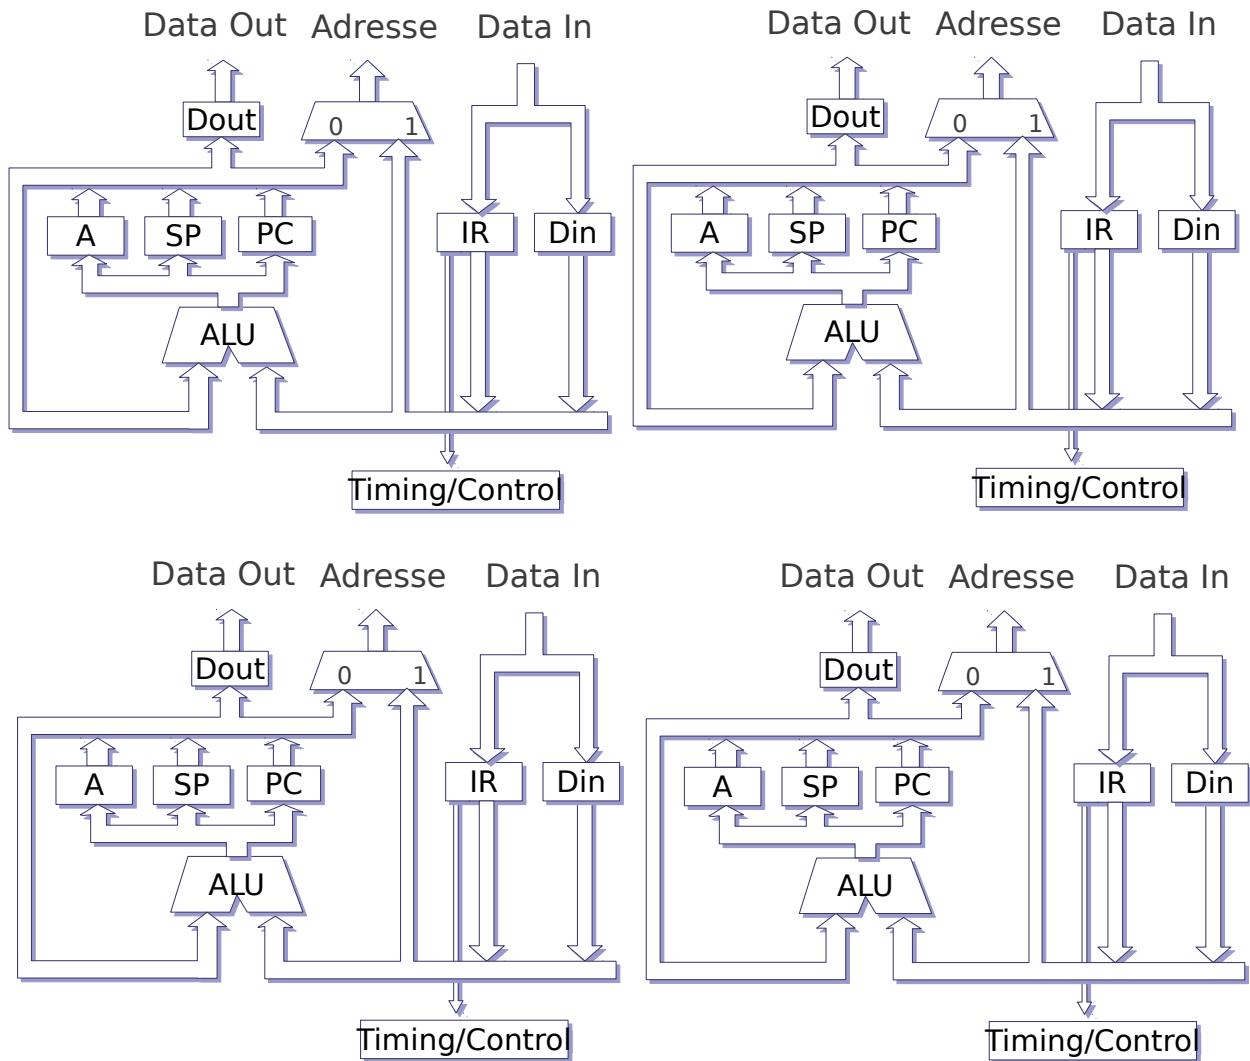 Data Out Adresse Data In
Dout 0 1
A SP PC IR Din
ALU
Timing/Control
Data Out Adresse Data In
Dout 0 1
A SP PC IR Din
ALU
Timing/Control
Data Out Adresse Data In
Dout 0 1
A SP PC IR Din
ALU
Timing/Control
Data Out Adresse Data In
Dout 0 1
A SP PC IR Din
ALU
Timing/Control